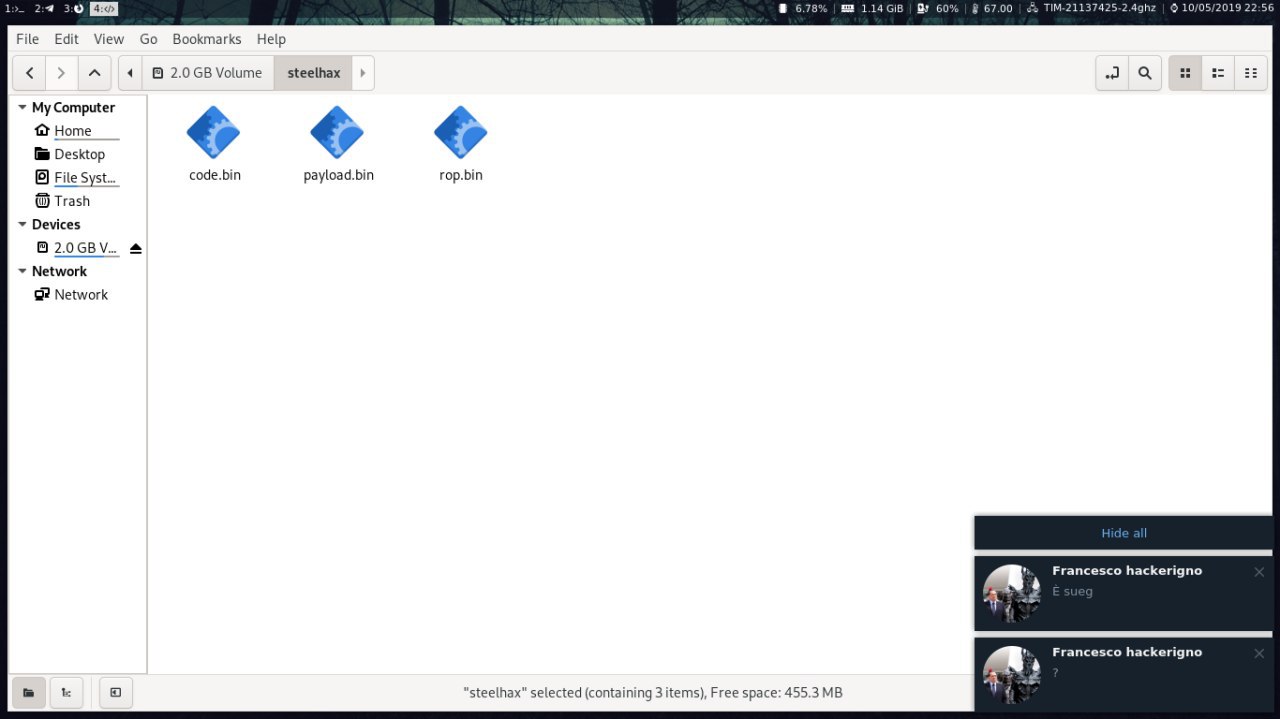 1:>_ 2: 3: 4:</> 6.78% | 1.14 GiB | 60% | 67.00 | TIM-21137425-2.4ghz | 10/05/2019 22:56
File Edit View Go Bookmarks Help
2.0 GB Volume steelhax
My Computer
Home
Desktop
File Syst...
Trash
Devices
2.0 GB V...
Network
Network
code.bin payload.bin rop.bin
Hide all
Francesco hackerigno
È sueg
Francesco hackerigno
?
"steelhax" selected (containing 3 items), Free space: 455.3 MB